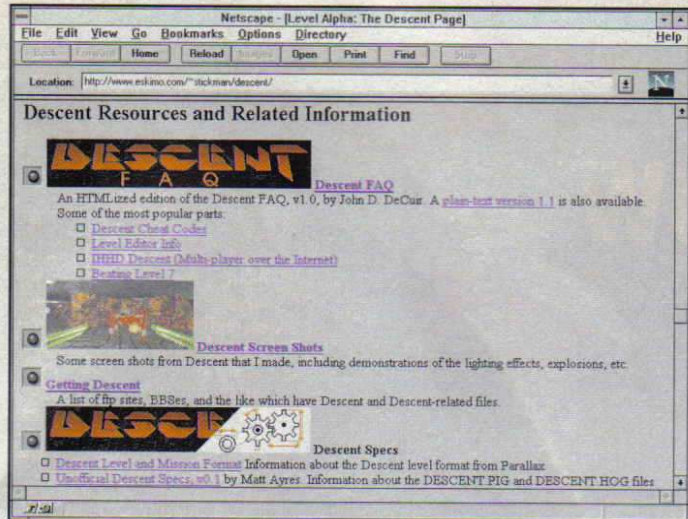 Netscape - [Level Alpha: The Descent Page]
File Edit View Go Bookmarks Options Directory Help
Back Forward Home Reload Images Open Print Find Stop
Location: http://www.eskimo.com/~stickman/descent/
N
Descent Resources and Related Information
DESCENT
FAQ
Descent FAQ
An HTMLized edition of the Descent FAQ, v1.0, by John D. DeCuir. A plain-text version 1.1 is also available.
Some of the most popular parts:
Descent Cheat Codes
Level Editor Info
IHHD Descent (Multi-player over the Internet)
Beating Level 7
Descent Screen Shots
Some screen shots from Descent that I made, including demonstrations of the lighting effects, explosions, etc.
Getting Descent
A list of ftp sites, BBSes, and the like which have Descent and Descent-related files.
DESCE
Descent Specs
Descent Level and Mission Format Information about the Descent level format from Parallax
Unofficial Descent Specs, v0.1 by Matt Ayres. Information about the DESCENT.PIG and DESCENT.HOG files